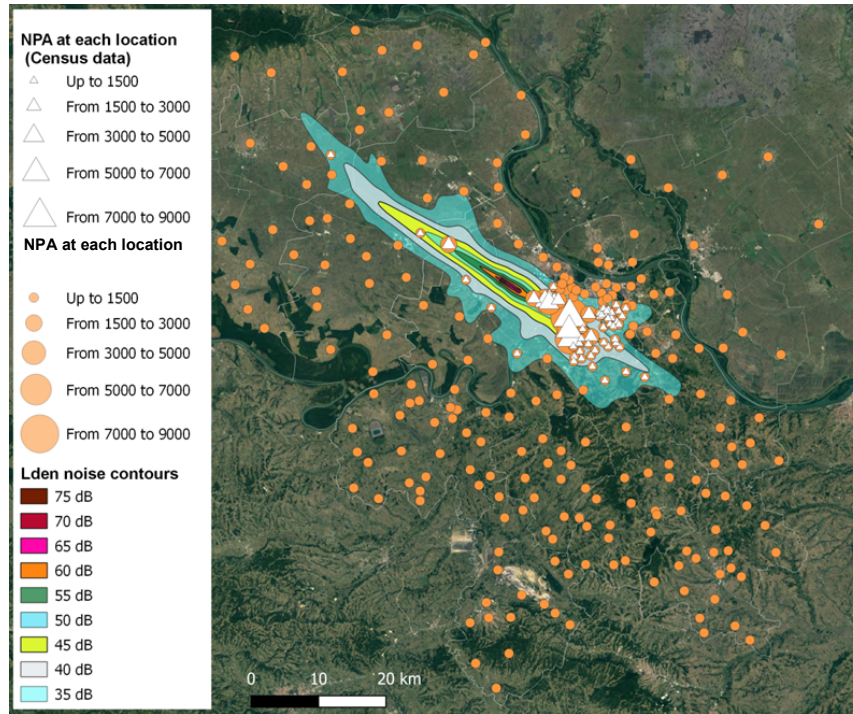 NPA at each location
(Census data)
Up to 1500
From 1500 to 3000
From 3000 to 5000
From 5000 to 7000
From 7000 to 9000
NPA at each location
Up to 1500
From 1500 to 3000
From 3000 to 5000
From 5000 to 7000
From 7000 to 9000
Lden noise contours
75 dB
70 dB
65 dB
60 dB
55 dB
50 dB
45 dB
40 dB
35 dB
0 10 20 km